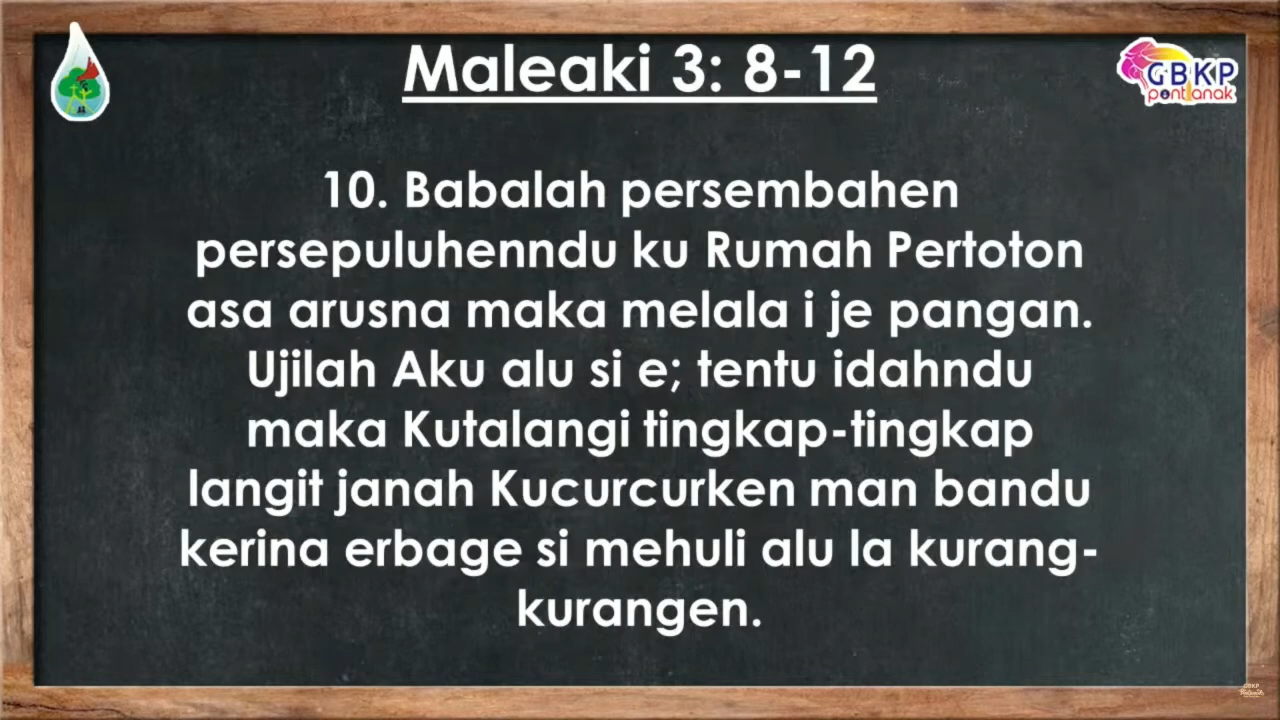 Maleaki 3: 8-12
GBKP
pontianak
10. Babalah persembahen
persepuluhenndu ku Rumah Pertoton
asa arusna maka melala i je pangan.
Ujilah Aku alu si e; tentu idahndu
maka Kutalangi tingkap-tingkap
langit janah Kucurcurken man bandu
kerina erbage si mehuli alu la kurang-
kurangen.